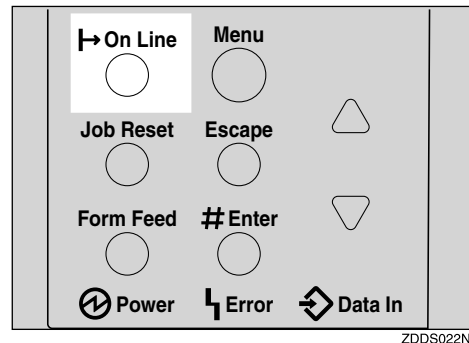 On Line Menu
Job Reset Escape
Form Feed # Enter
Power Error Data In
ZDDS022N